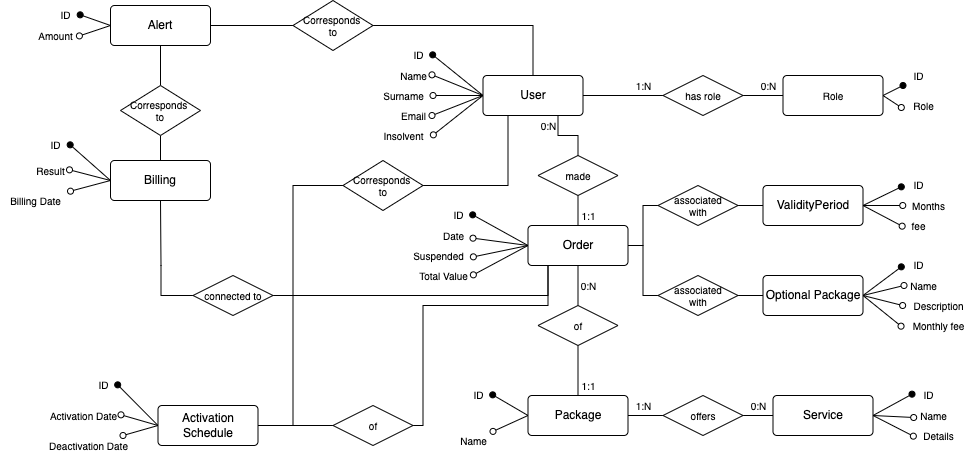 ID
Alert
Amount
Corresponds
to
ID
Name
Surname
Email
Insolvent
User
1:N
has role
0:N
Role
ID
Role
Corresponds
to
ID
Result
Billing Date
Billing
0:N
made
1:1
Corresponds
to
ID
Date
Suspended
Total Value
Order
associated
with
ValidityPeriod
ID
Months
fee
associated
with
Optional Package
ID
Name
Description
Monthly fee
connected to
0:N
of
1:1
ID
Activation Date
Deactivation Date
Activation
Schedule
of
ID
Name
Package
1:N
offers
0:N
Service
ID
Name
Details